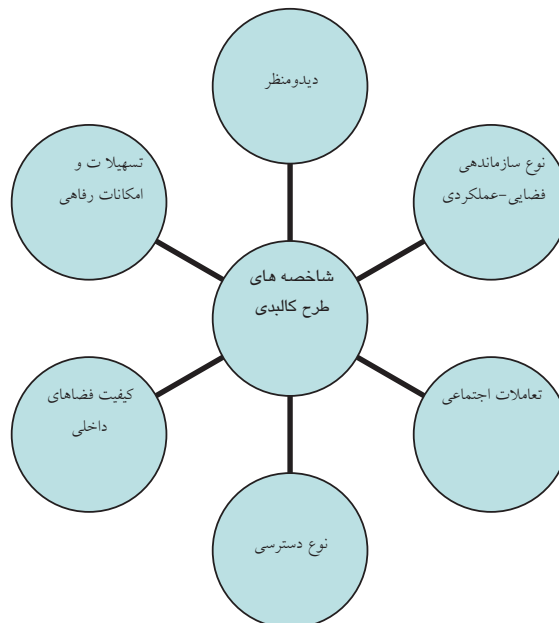 دیدومنظر
نوع سازماندهی
فضایی-عملکردی
تسهیلا ت و
امکانات رفاهی
شاخصه های
طرح کالبدی
تعاملات اجتماعی
کیفیت فضاهای
داخلی
نوع دسترسی